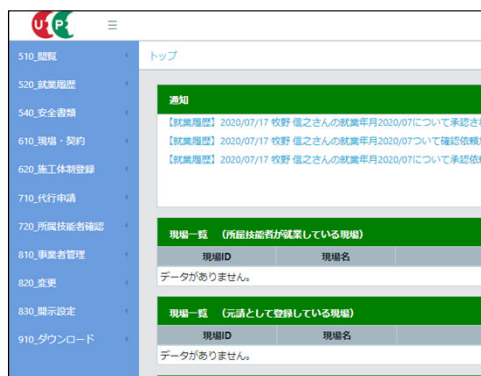 510_閲覧
520_就業履歴
540_安全書類
610_現場・契約
620_施工体制登録
710_代行申請
720_所属技能者確認
810_事業者管理
820_変更
830_開示設定
910_ダウンロード
トップ
通知
【就業履歴】2020/07/17 牧野 信之さんの就業年月2020/07について承認され
【就業履歴】2020/07/17 牧野 信之さんの就業年月2020/07ついて確認依頼
【就業履歴】2020/07/17 牧野 信之さんの就業年月2020/07について承認依
現場一覧 (所属技能者が就業している現場)
現場ID 現場名
データがありません。
現場一覧 (元請として登録している現場)
現場ID 現場名
データがありません。